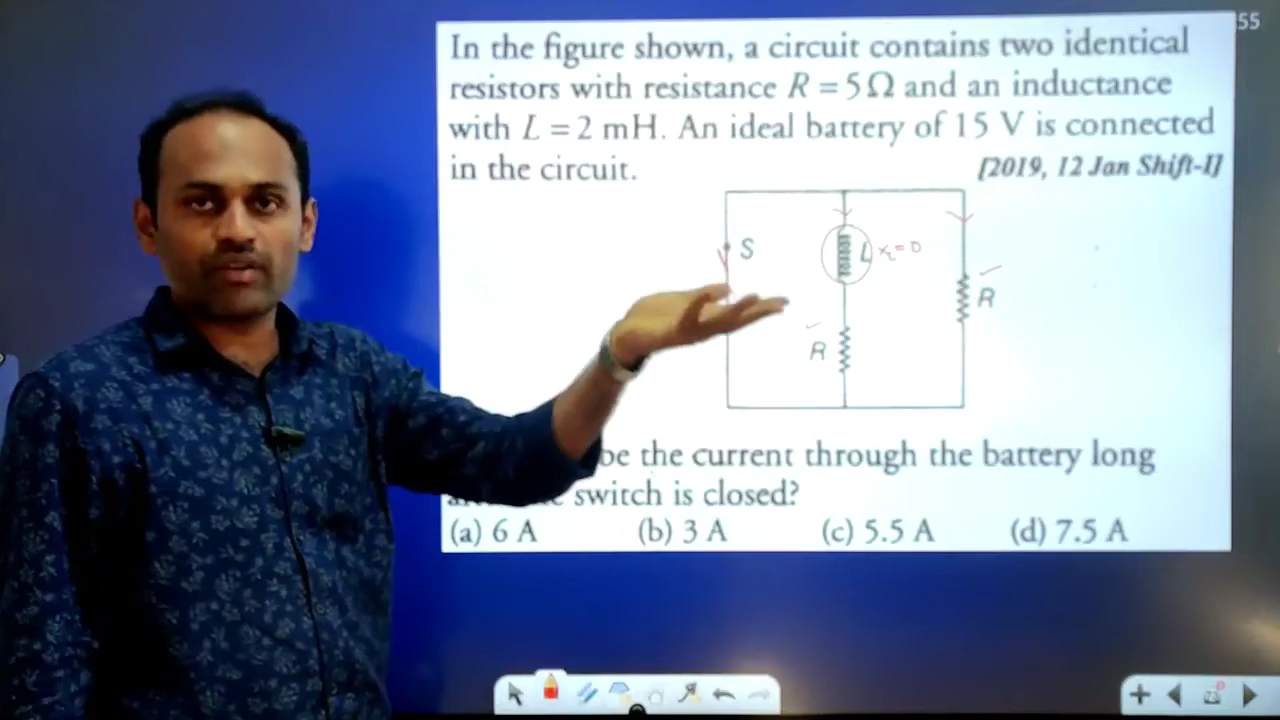 55
In the figure shown, a circuit contains two identical
resistors with resistance R = 5 Ω and an inductance
with L = 2 mH. An ideal battery of 15 V is connected
in the circuit. [2019, 12 Jan Shift-I]
S
L
R
R
be the current through the battery long
switch is closed?
(a) 6 A (b) 3 A (c) 5.5 A (d) 7.5 A